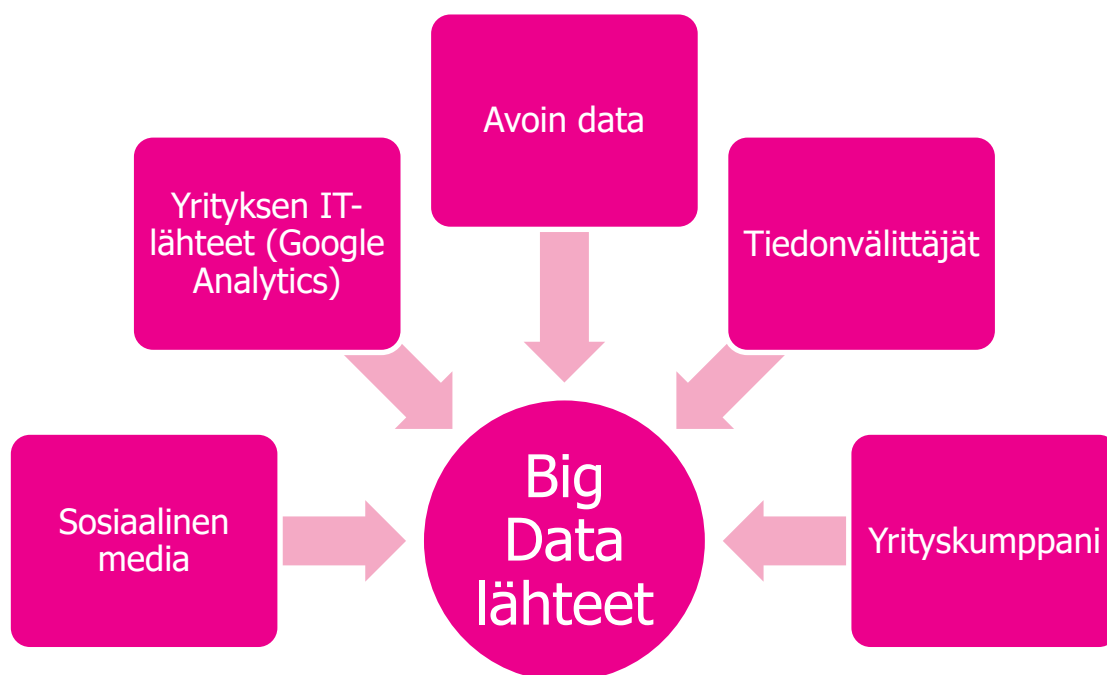 Avoin data
Yrityksen IT-
lähteet (Google
Analytics)
Tiedonvälittäjät
Sosiaalinen
media
Big
Data
lähteet
Yrityskumppani